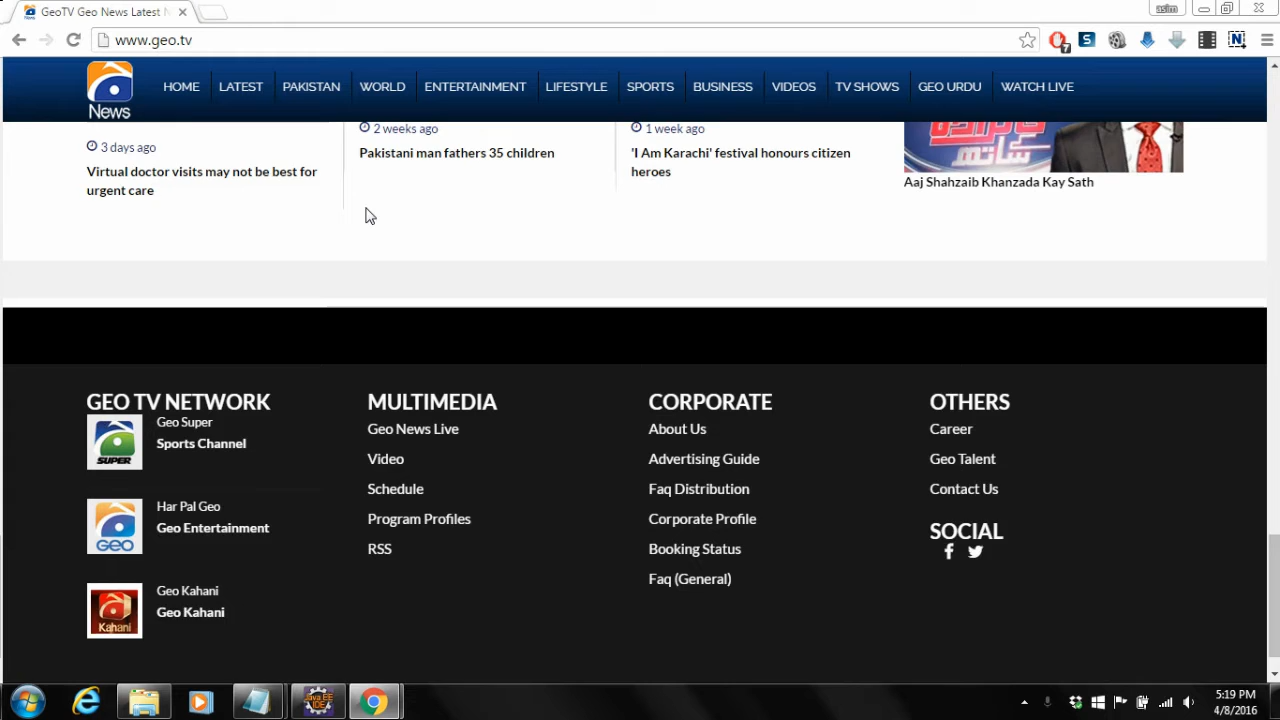 GeoTV Geo News Latest N
asim
www.geo.tv
7
S
N
News
HOME LATEST PAKISTAN WORLD ENTERTAINMENT LIFESTYLE SPORTS BUSINESS VIDEOS TV SHOWS GEO URDU WATCH LIVE
3 days ago
Virtual doctor visits may not be best for
urgent care
2 weeks ago
Pakistani man fathers 35 children
1 week ago
'I Am Karachi' festival honours citizen
heroes
Aaj Shahzaib Khanzada Kay Sath
GEO TV NETWORK
SUPER
Geo Super
Sports Channel
GEO
Har Pal Geo
Geo Entertainment
Kahani
Geo Kahani
Geo Kahani
MULTIMEDIA
Geo News Live
Video
Schedule
Program Profiles
RSS
CORPORATE
About Us
Advertising Guide
Faq Distribution
Corporate Profile
Booking Status
Faq (General)
OTHERS
Career
Geo Talent
Contact Us
SOCIAL
Java EE
IDE
5:19 PM
4/8/2016